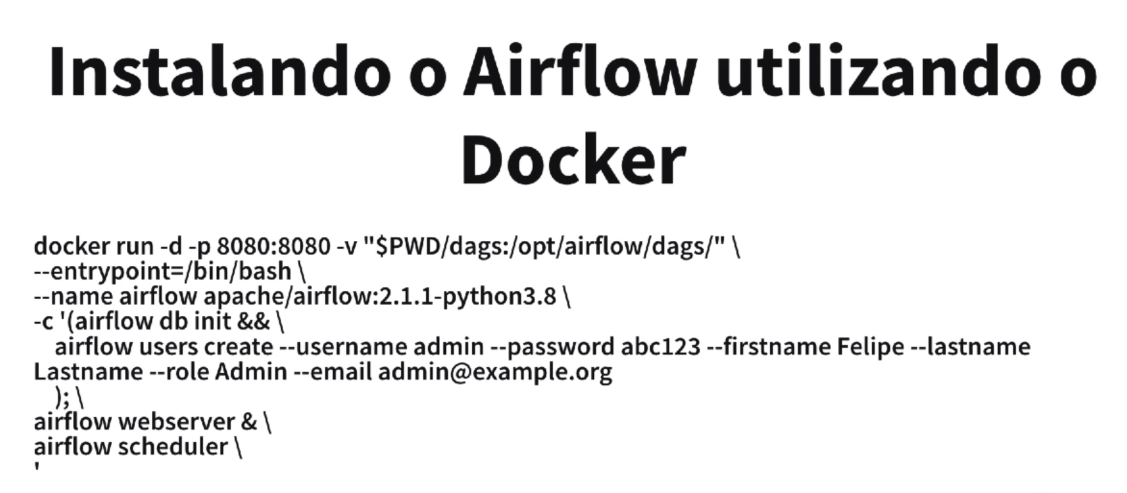 Instalando o Airflow utilizando o
Docker
docker run -d -p 8080:8080 -v "$PWD/dags:/opt/airflow/dags/" \
--entrypoint=/bin/bash \
--name airflow apache/airflow:2.1.1-python3.8 \
-c '(airflow db init && \
    airflow users create --username admin --password abc123 --firstname Felipe --lastname
Lastname --role Admin --email admin@example.org
    ); \
airflow webserver & \
airflow scheduler \
'